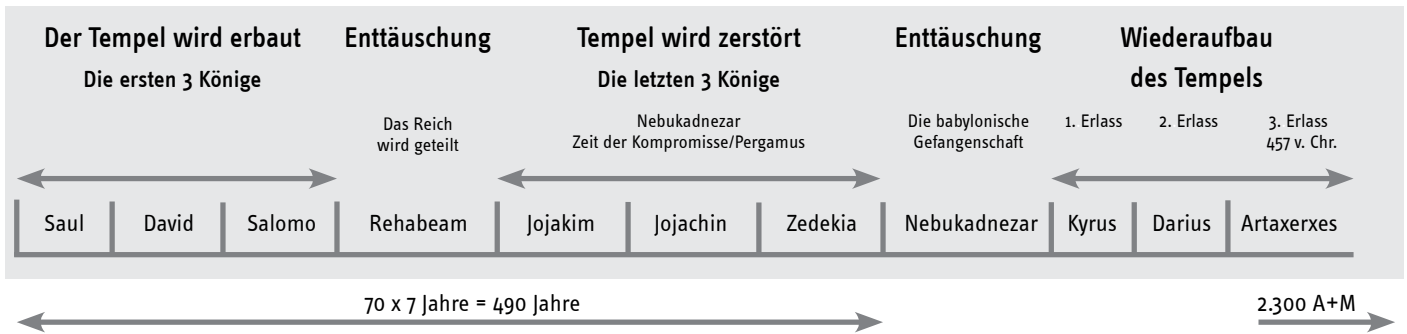 Der Tempel wird erbaut
Die ersten 3 Könige
Enttäuschung
Das Reich
wird geteilt
Tempel wird zerstört
Die letzten 3 Könige
Nebukadnezar
Zeit der Kompromisse/Pergamus
Enttäuschung
Die babylonische
Gefangenschaft
Wiederaufbau
des Tempels
1. Erlass
2. Erlass
3. Erlass
457 v. Chr.
Saul
David
Salomo
Rehabeam
Jojakim
Jojachin
Zedekia
Nebukadnezar
Kyrus
Darius
Artaxerxes
70 x 7 Jahre = 490 Jahre
2.300 A+M